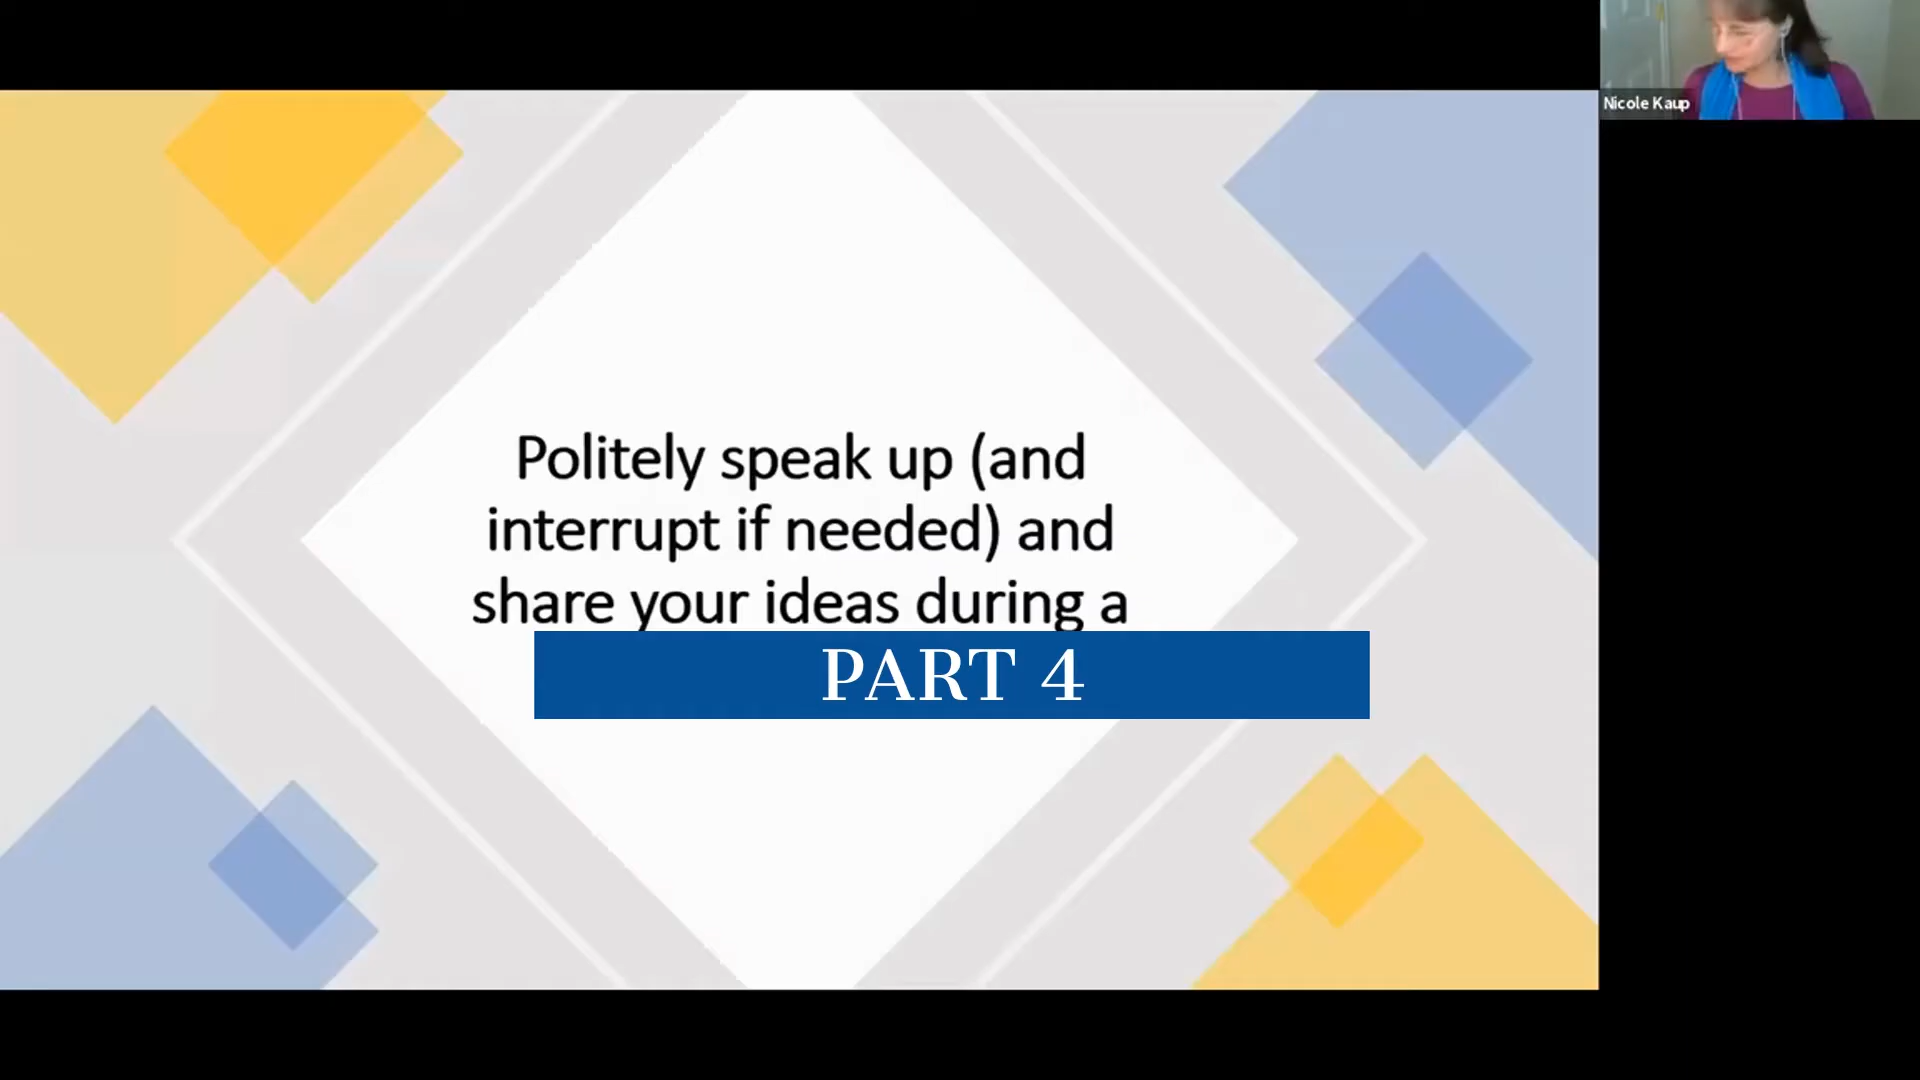 Nicole Kaup
Politely speak up (and
interrupt if needed) and
share your ideas during a
PART 4